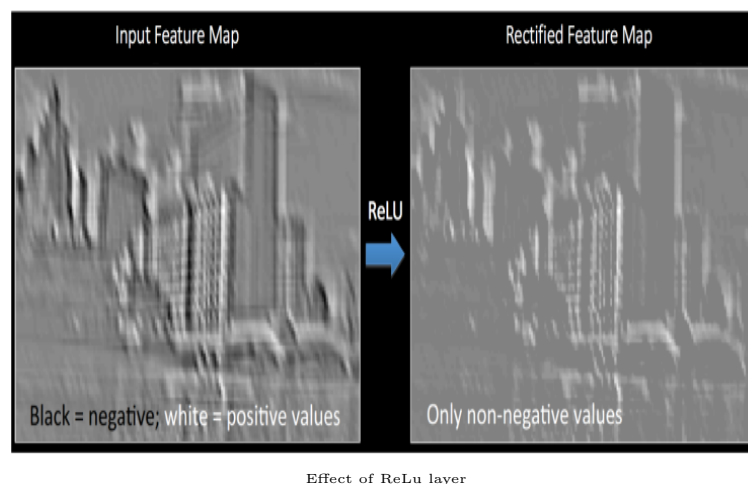 Input Feature Map
Rectified Feature Map
ReLU
Black = negative; white = positive values
Only non-negative values
Effect of ReLu layer